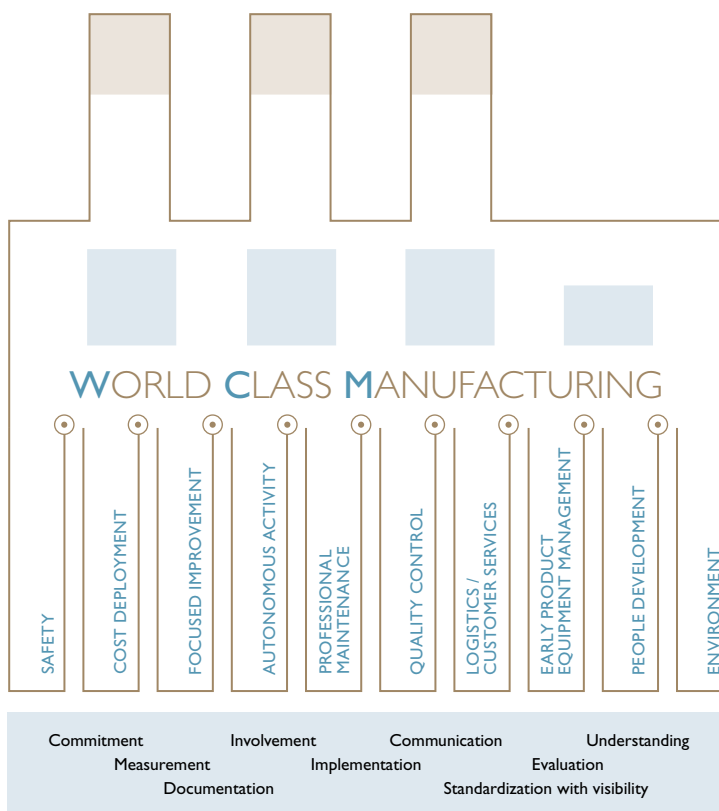 WORLD CLASS MANUFACTURING
SAFETY
COST DEPLOYMENT
FOCUSED IMPROVEMENT
AUTONOMOUS ACTIVITY
PROFESSIONAL
MAINTENANCE
QUALITY CONTROL
LOGISTICS /
CUSTOMER SERVICES
EARLY PRODUCT
EQUIPMENT MANAGEMENT
PEOPLE DEVELOPMENT
ENVIRONMENT
Commitment Involvement Communication Understanding
Measurement Implementation Evaluation
Documentation Standardization with visibility